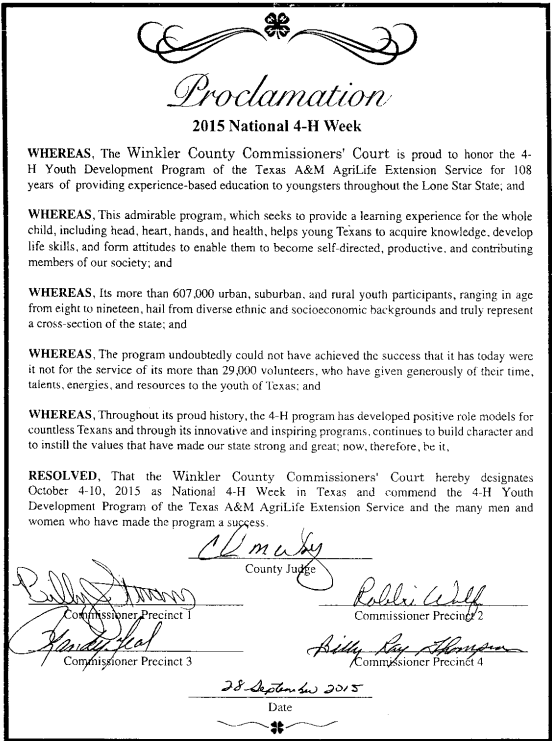 Proclamation
2015 National 4-H Week
WHEREAS, The Winkler County Commissioners' Court is proud to honor the 4-
H Youth Development Program of the Texas A&M AgriLife Extension Service for 108
years of providing experience-based education to youngsters throughout the Lone Star State; and
WHEREAS, This admirable program, which seeks to provide a learning experience for the whole
child, including head, heart, hands, and health, helps young Texans to acquire knowledge, develop
life skills, and form attitudes to enable them to become self-directed, productive, and contributing
members of our society; and
WHEREAS, Its more than 607,000 urban, suburban, and rural youth participants, ranging in age
from eight to nineteen, hail from diverse ethnic and socioeconomic backgrounds and truly represent
a cross-section of the state; and
WHEREAS, The program undoubtedly could not have achieved the success that it has today were
it not for the service of its more than 29,000 volunteers, who have given generously of their time,
talents, energies, and resources to the youth of Texas; and
WHEREAS, Throughout its proud history, the 4-H program has developed positive role models for
countless Texans and through its innovative and inspiring programs, continues to build character and
to instill the values that have made our state strong and great; now, therefore, be it,
RESOLVED, That the Winkler County Commissioners' Court hereby designates
October 4-10, 2015 as National 4-H Week in Texas and commend the 4-H Youth
Development Program of the Texas A&M AgriLife Extension Service and the many men and
women who have made the program a success.
County Judge
Billy
Robbie Wolf
Commissioner Precinct 1
Commissioner Precinct 2
Randy Neal
Billy Ray Thompson
Commissioner Precinct 3
Commissioner Precinct 4
28 September 2015
Date